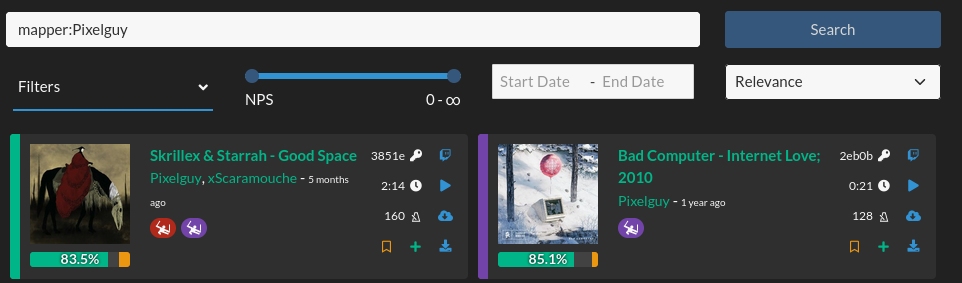 mapper:Pixelguy
Search
Filters
NPS
0 - ∞
Start Date - End Date
Relevance
Skrillex & Starrah - Good Space
Pixelguy, xScaramouche - 5 months
ago
3851e
2:14
160
83.5%
Bad Computer - Internet Love;
2010
Pixelguy - 1 year ago
2eb0b
0:21
128
85.1%